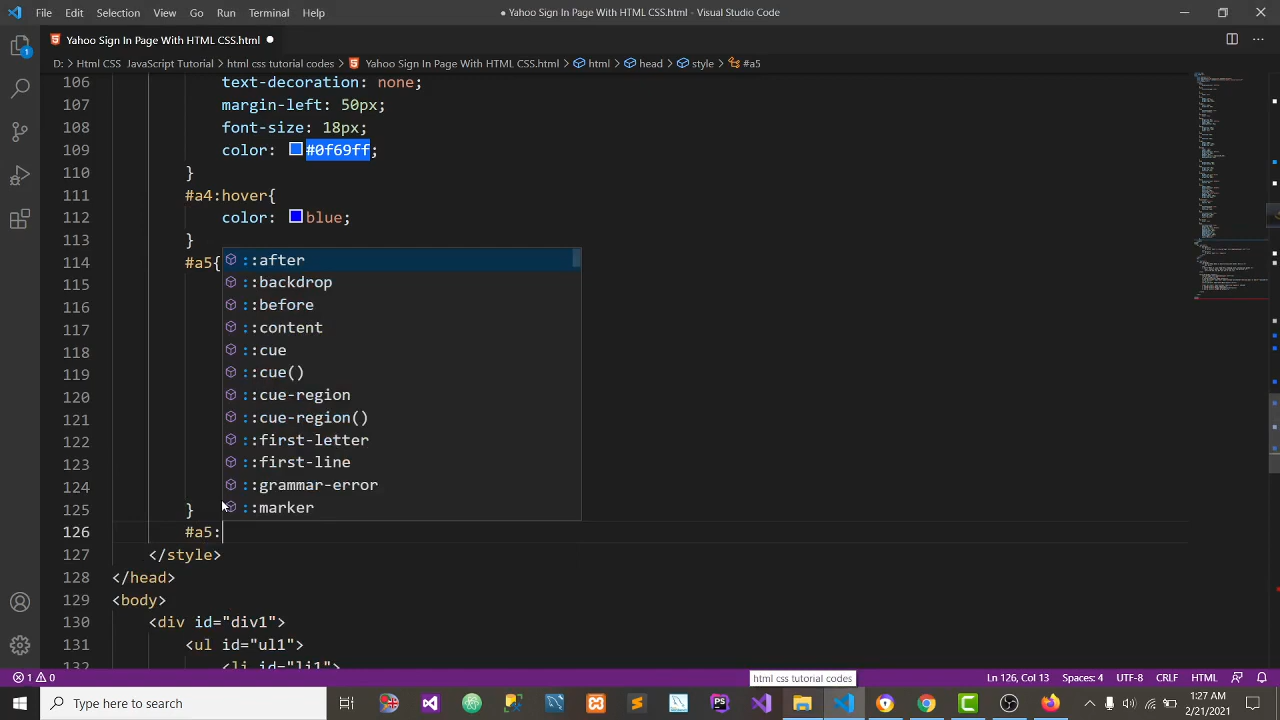 File Edit Selection View Go Run Terminal Help ● Yahoo Sign In Page With HTML CSS.html - Visual Studio Code
Yahoo Sign In Page With HTML CSS.html ●
D: > Html CSS JavaScript Tutorial > html css tutorial codes > Yahoo Sign In Page With HTML CSS.html > html > head > style > #a5
1
106 text-decoration: none;
107 margin-left: 50px;
108 font-size: 18px;
109 color: #0f69ff;
110 }
111 #a4:hover{
112 color: blue;
113 }
114 #a5{ ::after
115 ::backdrop
116 ::before
117 ::content
118 ::cue
119 ::cue()
120 ::cue-region
121 ::cue-region()
122 ::first-letter
123 ::first-line
124 ::grammar-error
125 } ::marker
126 #a5:
127 </style>
128 </head>
129 <body>
130 <div id="div1">
131 <ul id="ul1">
132 <li id="li1">
html css tutorial codes
1 0 Ln 126, Col 13 Spaces: 4 UTF-8 CRLF HTML
Type here to search PS 1:27 AM
2/21/2021